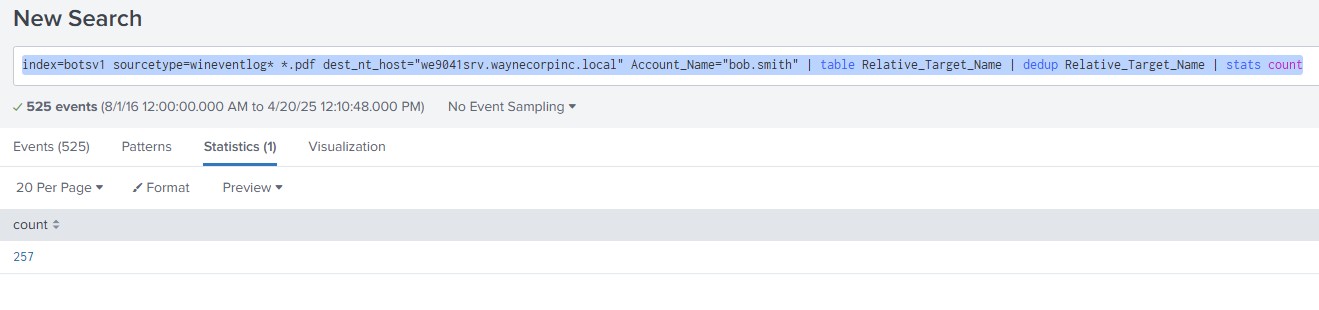 New Search
index=botsv1 sourcetype=wineventlog* *.pdf dest_nt_host="we9041srv.waynecorpinc.local" Account_Name="bob.smith" | table Relative_Target_Name | dedup Relative_Target_Name | stats count
✓ 525 events (8/1/16 12:00:00.000 AM to 4/20/25 12:10:48.000 PM) No Event Sampling
Events (525) Patterns Statistics (1) Visualization
20 Per Page Format Preview
count
257